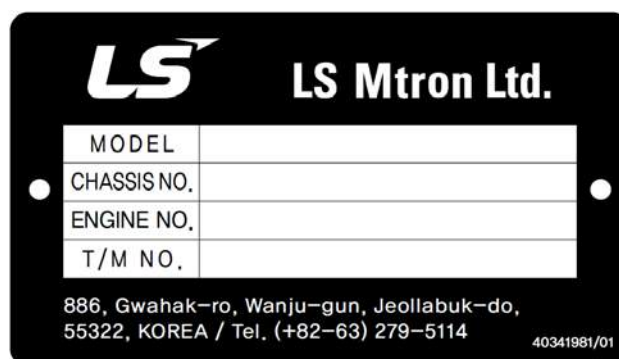 LS LS Mtron Ltd.
MODEL
CHASSIS NO.
ENGINE NO.
T/M NO.
886, Gwahak-ro, Wanju-gun, Jeollabuk-do,
55322, KOREA / Tel. (+82-63) 279-5114
40341981/01